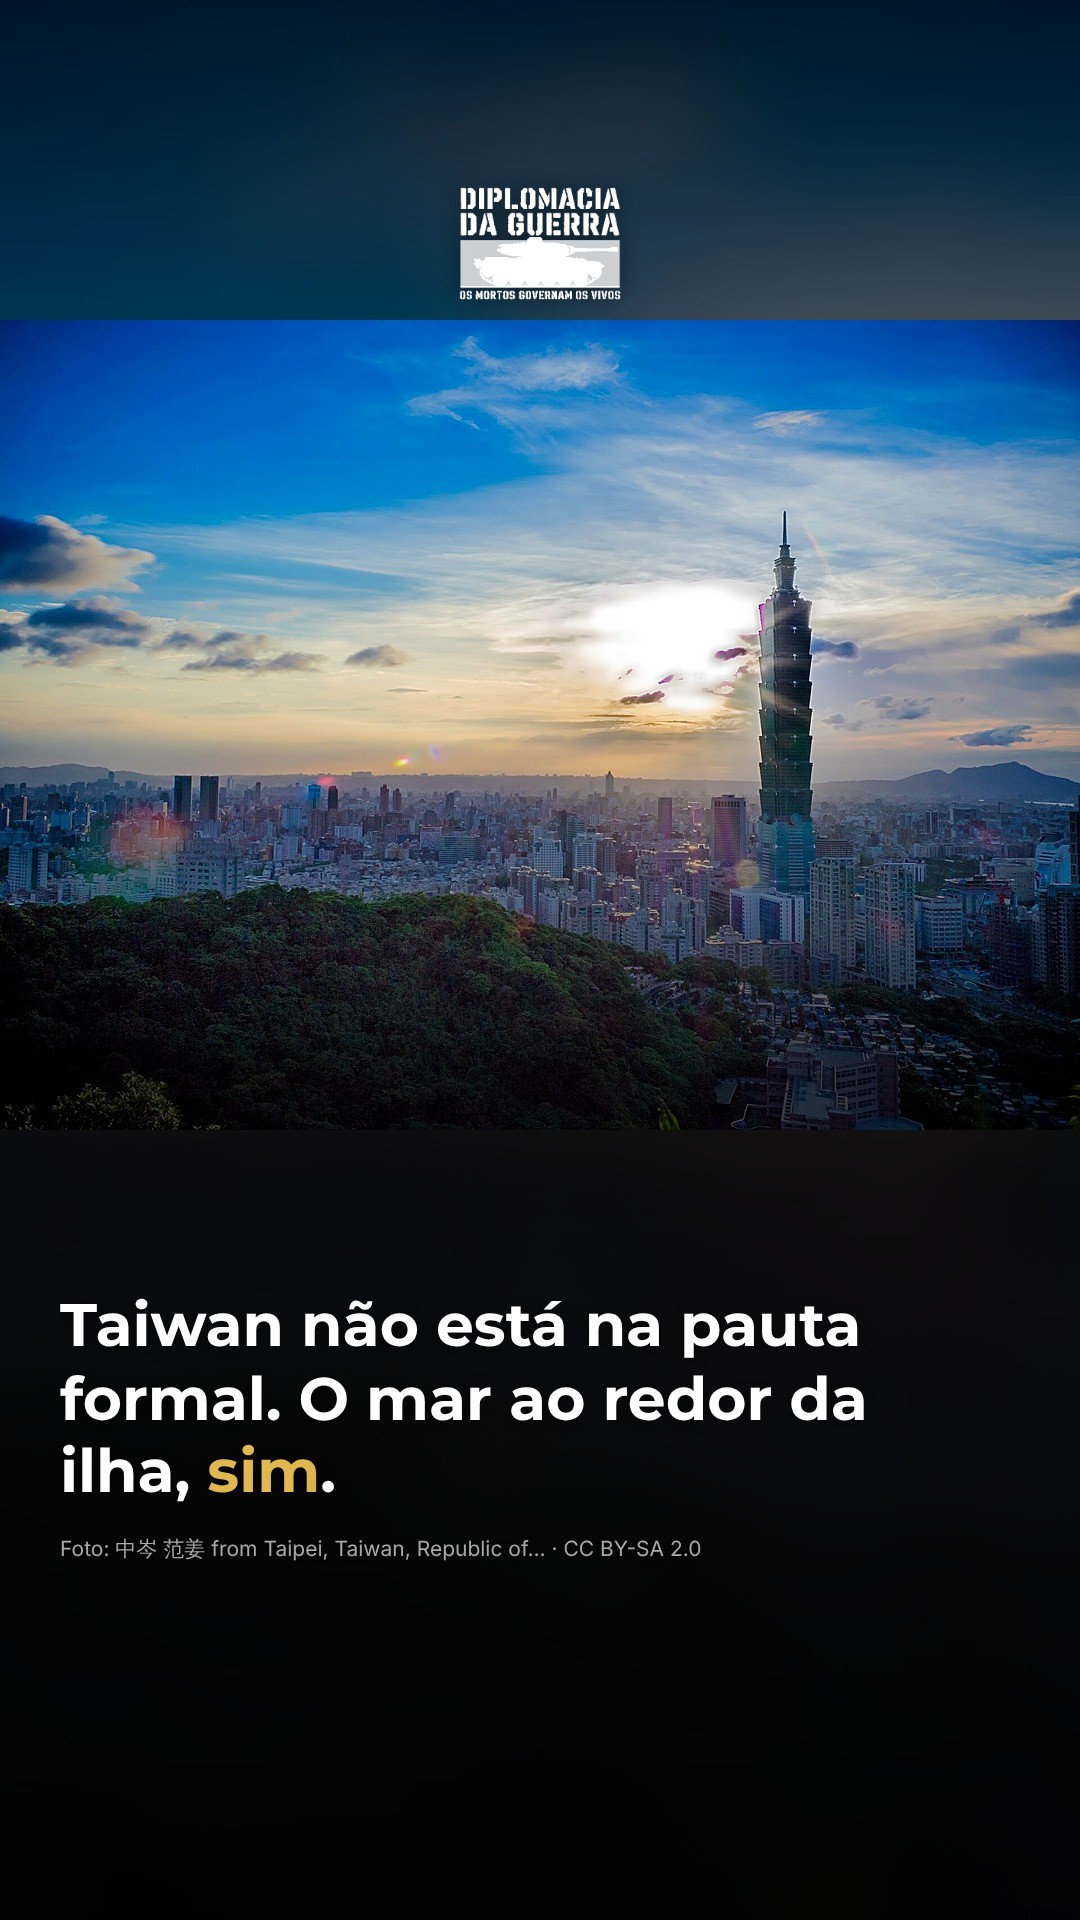 DIPLOMACIA
DA GUERRA
OS MORTOS GOVERNAM OS VIVOS
Taiwan não está na pauta
formal. O mar ao redor da
ilha, sim.
Foto: 中岑 范姜 from Taipei, Taiwan, Republic of... · CC BY-SA 2.0